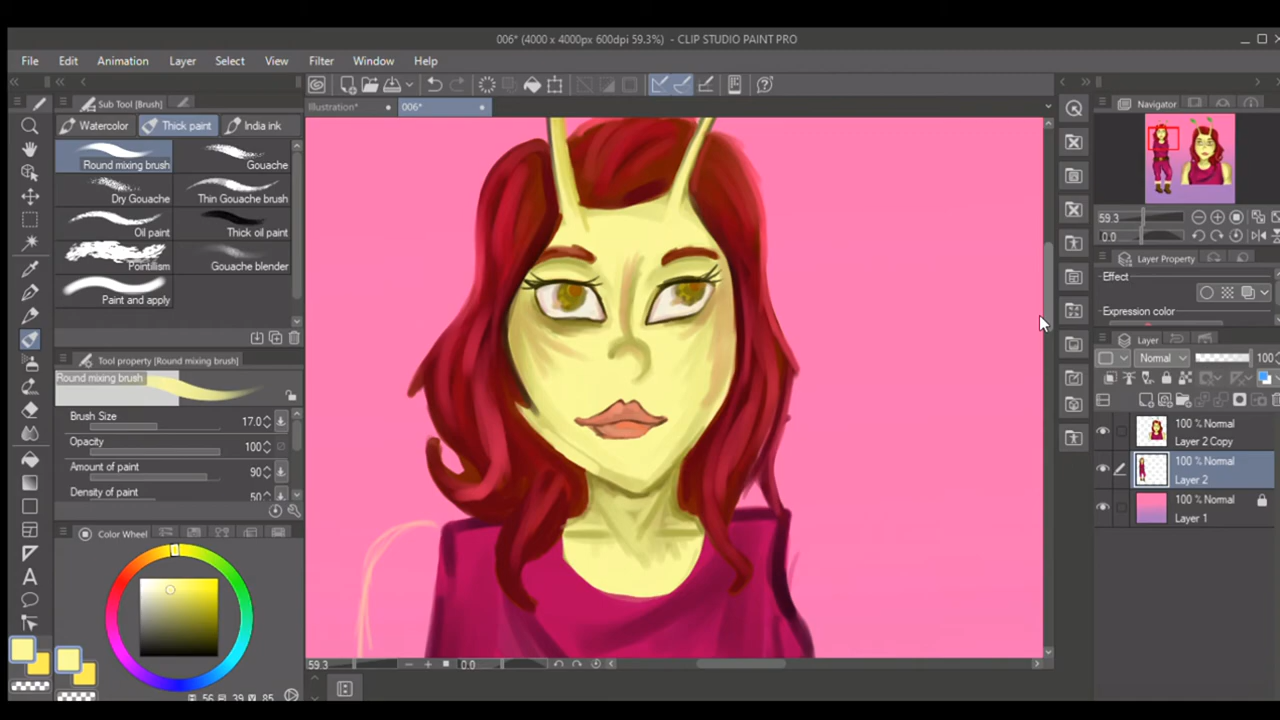 006* (4000 x 4000px 600dpi 59.3%) - CLIP STUDIO PAINT PRO
File Edit Animation Layer Select View Filter Window Help
Sub Tool [Brush]
Illustration* 006*
Navigator
Watercolor Thick paint India ink
Round mixing brush Gouache
Dry Gouache Thin Gouache brush
Oil paint Thick oil paint
Pointillism Gouache blender
Paint and apply
59.3
0.0
Layer Property
Effect
Expression color
Tool property [Round mixing brush]
Round mixing brush
Brush Size 17.0
Opacity 100
Amount of paint 90
Density of paint 50
Layer
Normal 100
100 % Normal
Layer 2 Copy
100 % Normal
Layer 2
100 % Normal
Layer 1
Color Wheel
A
59.3 0.0
56 39 85